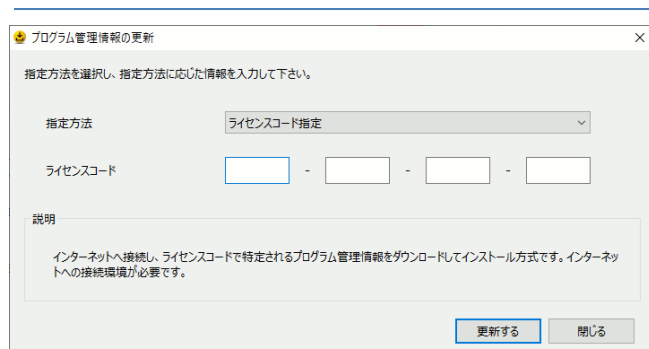 プログラム管理情報の更新
指定方法を選択し、指定方法に応じた情報を入力して下さい。
指定方法 ライセンスコード指定
ライセンスコード - - -
説明
インターネットへ接続し、ライセンスコードで特定されるプログラム管理情報をダウンロードしてインストール方式です。インターネッ
トへの接続環境が必要です。
更新する 閉じる